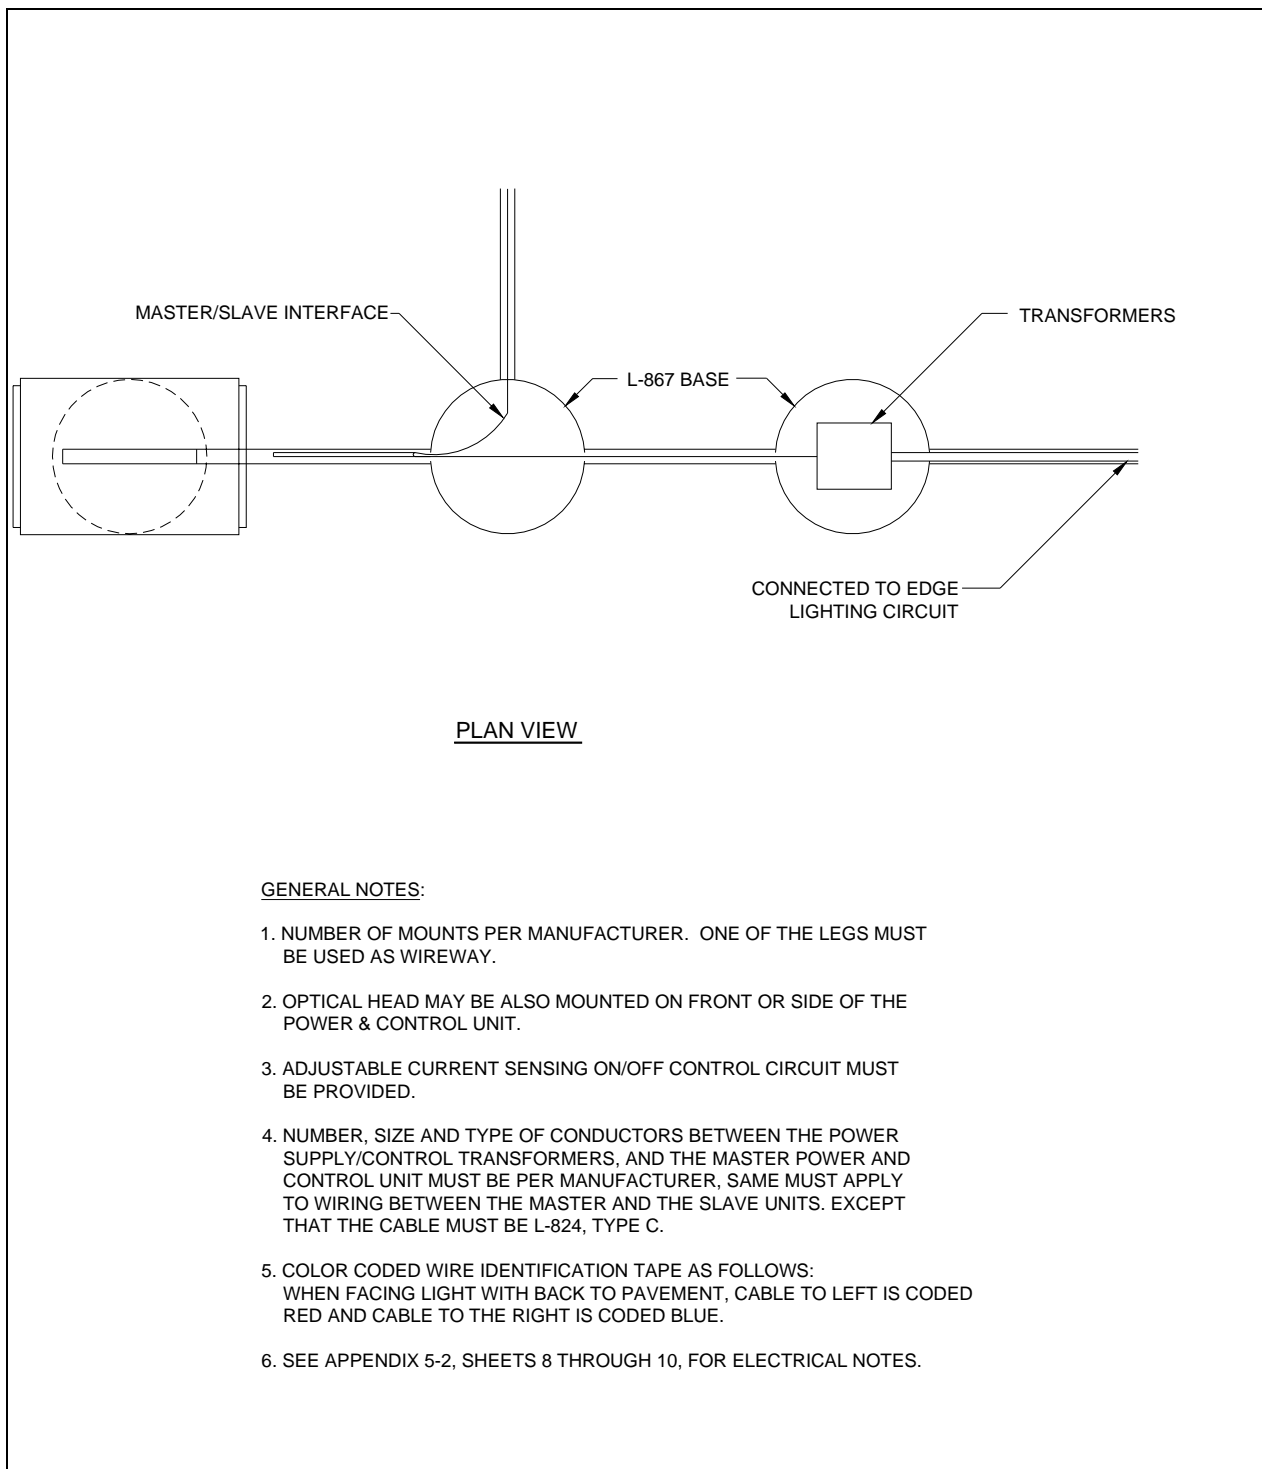 MASTER/SLAVE INTERFACE
TRANSFORMERS
L-867 BASE
CONNECTED TO EDGE
LIGHTING CIRCUIT
PLAN VIEW
GENERAL NOTES:
1. NUMBER OF MOUNTS PER MANUFACTURER. ONE OF THE LEGS MUST
BE USED AS WIREWAY.
2. OPTICAL HEAD MAY BE ALSO MOUNTED ON FRONT OR SIDE OF THE
POWER & CONTROL UNIT.
3. ADJUSTABLE CURRENT SENSING ON/OFF CONTROL CIRCUIT MUST
BE PROVIDED.
4. NUMBER, SIZE AND TYPE OF CONDUCTORS BETWEEN THE POWER
SUPPLY/CONTROL TRANSFORMERS, AND THE MASTER POWER AND
CONTROL UNIT MUST BE PER MANUFACTURER, SAME MUST APPLY
TO WIRING BETWEEN THE MASTER AND THE SLAVE UNITS. EXCEPT
THAT THE CABLE MUST BE L-824, TYPE C.
5. COLOR CODED WIRE IDENTIFICATION TAPE AS FOLLOWS:
WHEN FACING LIGHT WITH BACK TO PAVEMENT, CABLE TO LEFT IS CODED
RED AND CABLE TO THE RIGHT IS CODED BLUE.
6. SEE APPENDIX 5-2, SHEETS 8 THROUGH 10, FOR ELECTRICAL NOTES.